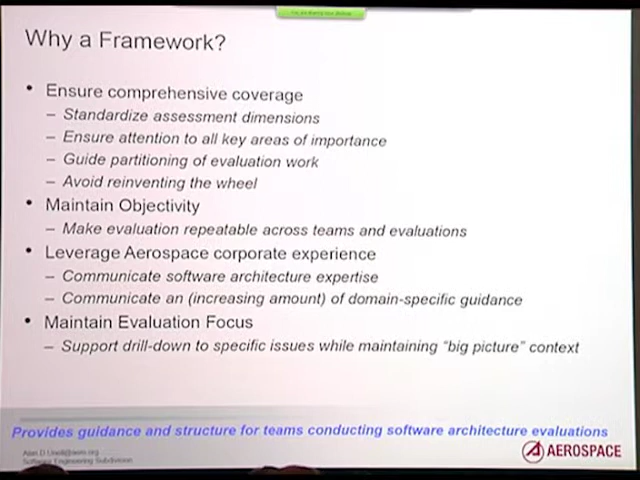 Why a Framework?
• Ensure comprehensive coverage
– Standardize assessment dimensions
– Ensure attention to all key areas of importance
– Guide partitioning of evaluation work
– Avoid reinventing the wheel
• Maintain Objectivity
– Make evaluation repeatable across teams and evaluations
• Leverage Aerospace corporate experience
– Communicate software architecture expertise
– Communicate an (increasing amount) of domain-specific guidance
• Maintain Evaluation Focus
– Support drill-down to specific issues while maintaining “big picture” context
Provides guidance and structure for teams conducting software architecture evaluations
Software Engineering Subdivision
AEROSPACE